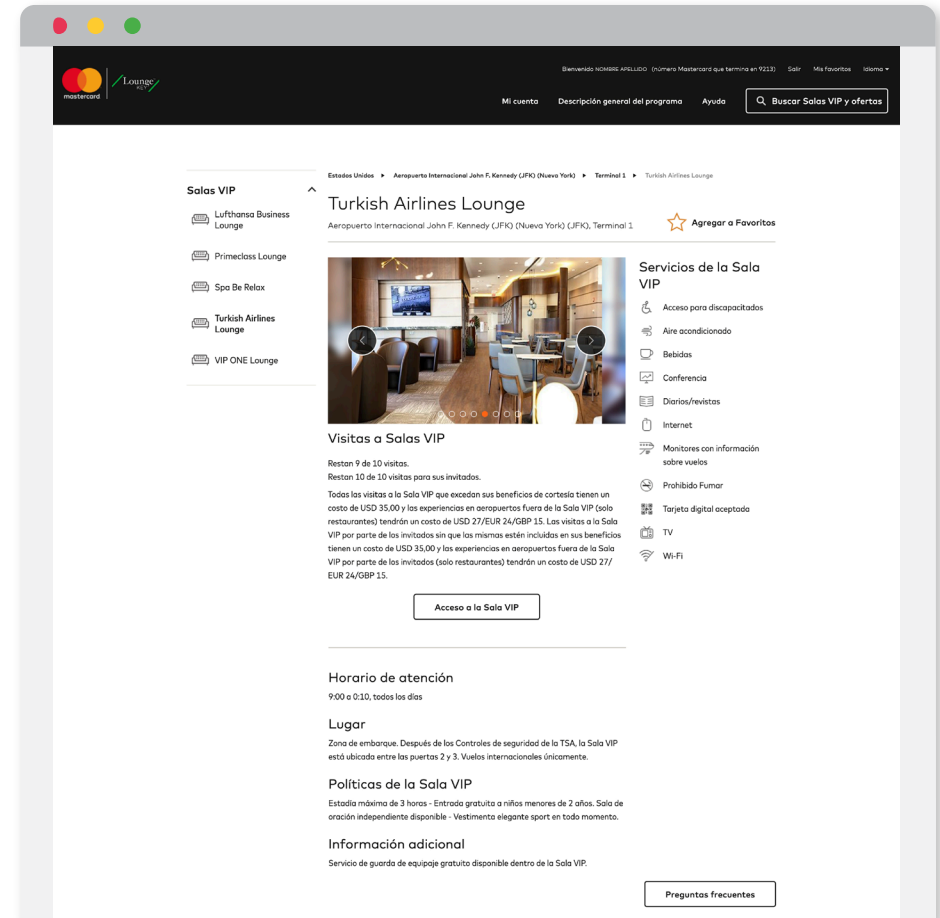 mastercard
Lounge
KEY
Bienvenido NOMBRE APELLIDO (número Mastercard que termina en 9213) Salir Mis favoritos Idioma
Mi cuenta Descripción general del programa Ayuda Buscar Salas VIP y ofertas
Estados Unidos Aeropuerto Internacional John F. Kennedy (JFK) (Nueva York) Terminal 1 Turkish Airlines Lounge
Salas VIP
Lufthansa Business
Lounge
Primeclass Lounge
Spa Be Relax
Turkish Airlines
Lounge
VIP ONE Lounge
Turkish Airlines Lounge
Aeropuerto Internacional John F. Kennedy (JFK) (Nueva York) (JFK), Terminal 1
Agregar a Favoritos
Visitas a Salas VIP
Restan 9 de 10 visitas.
Restan 10 de 10 visitas para sus invitados.
Todas las visitas a la Sala VIP que excedan sus beneficios de cortesía tienen un
costo de USD 35,00 y las experiencias en aeropuertos fuera de la Sala VIP (solo
restaurantes) tendrán un costo de USD 27/EUR 24/GBP 15. Las visitas a la Sala
VIP por parte de los invitados sin que las mismas estén incluidas en sus beneficios
tienen un costo de USD 35,00 y las experiencias en aeropuertos fuera de la Sala
VIP por parte de los invitados (solo restaurantes) tendrán un costo de USD 27/
EUR 24/GBP 15.
Acceso a la Sala VIP
Servicios de la Sala
VIP
Acceso para discapacitados
Aire acondicionado
Bebidas
Conferencia
Diarios/revistas
Internet
Monitores con información
sobre vuelos
Prohibido Fumar
Tarjeta digital aceptada
TV
Wi-Fi
Horario de atención
9:00 a 0:10, todos los días
Lugar
Zona de embarque. Después de los Controles de seguridad de la TSA, la Sala VIP
está ubicada entre las puertas 2 y 3. Vuelos internacionales únicamente.
Políticas de la Sala VIP
Estadía máxima de 3 horas - Entrada gratuita a niños menores de 2 años. Sala de
oración independiente disponible - Vestimenta elegante sport en todo momento.
Información adicional
Servicio de guarda de equipaje gratuito disponible dentro de la Sala VIP.
Preguntas frecuentes